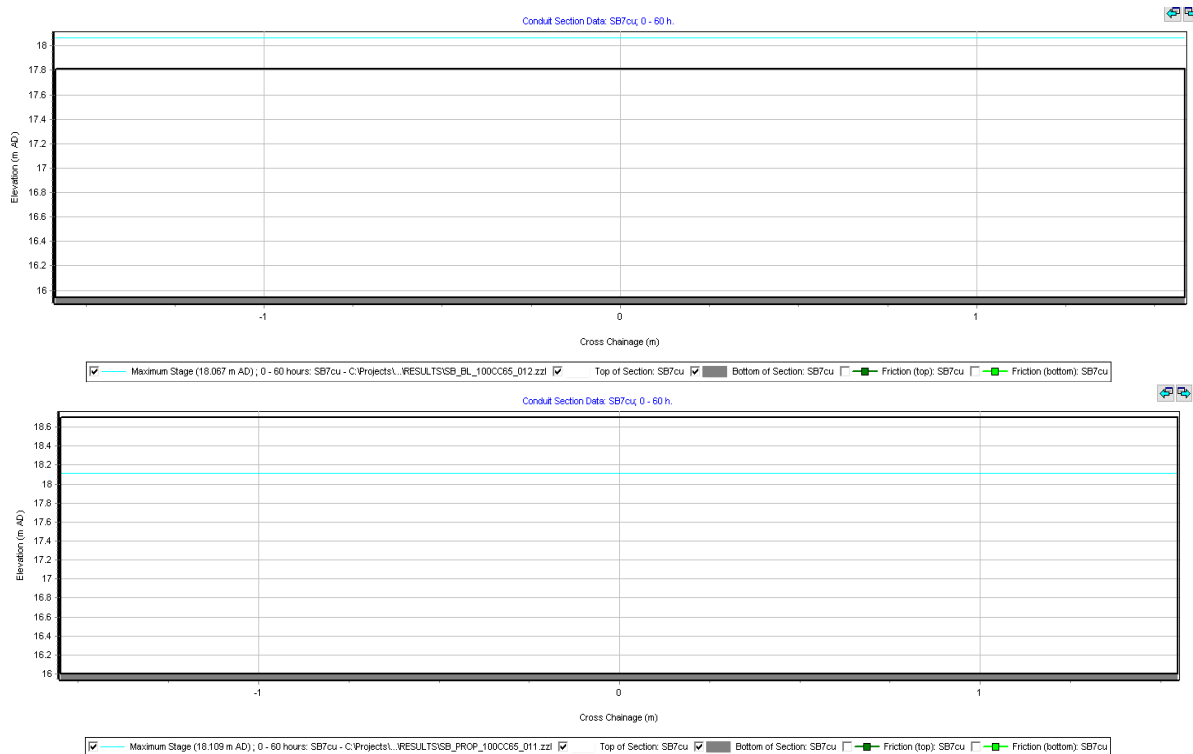 Conduit Section Data: SB7cu; 0 - 60 h.
18
17.8
17.6
17.4
17.2
17
16.8
16.6
16.4
16.2
16
Elevation (m AD)
-1 0 1
Cross Chainage (m)
Maximum Stage (18.067 m AD) ; 0 - 60 hours: SB7cu - C:\Projects\...\RESULTS\SB_BL_100CC65_012.zzl Top of Section: SB7cu Bottom of Section: SB7cu Friction (top): SB7cu Friction (bottom): SB7cu
Conduit Section Data: SB7cu; 0 - 60 h.
18.6
18.4
18.2
18
17.8
17.6
17.4
17.2
17
16.8
16.6
16.4
16.2
16
Elevation (m AD)
-1 0 1
Cross Chainage (m)
Maximum Stage (18.109 m AD) ; 0 - 60 hours: SB7cu - C:\Projects\...\RESULTS\SB_PROP_100CC65_011.zzl Top of Section: SB7cu Bottom of Section: SB7cu Friction (top): SB7cu Friction (bottom): SB7cu